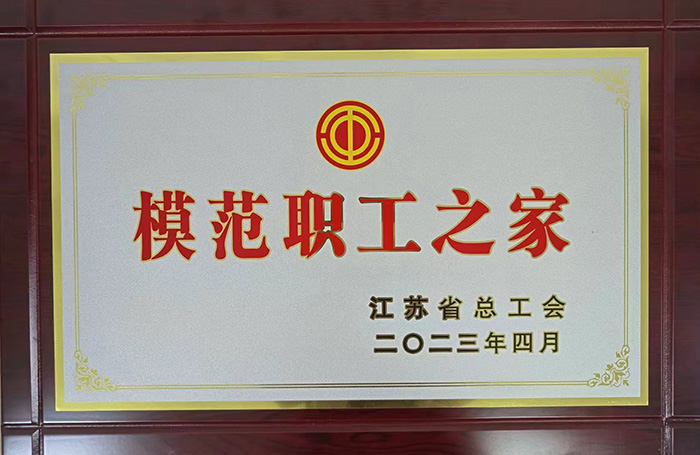 模范职工之家
江苏省总工会
二〇二三年四月